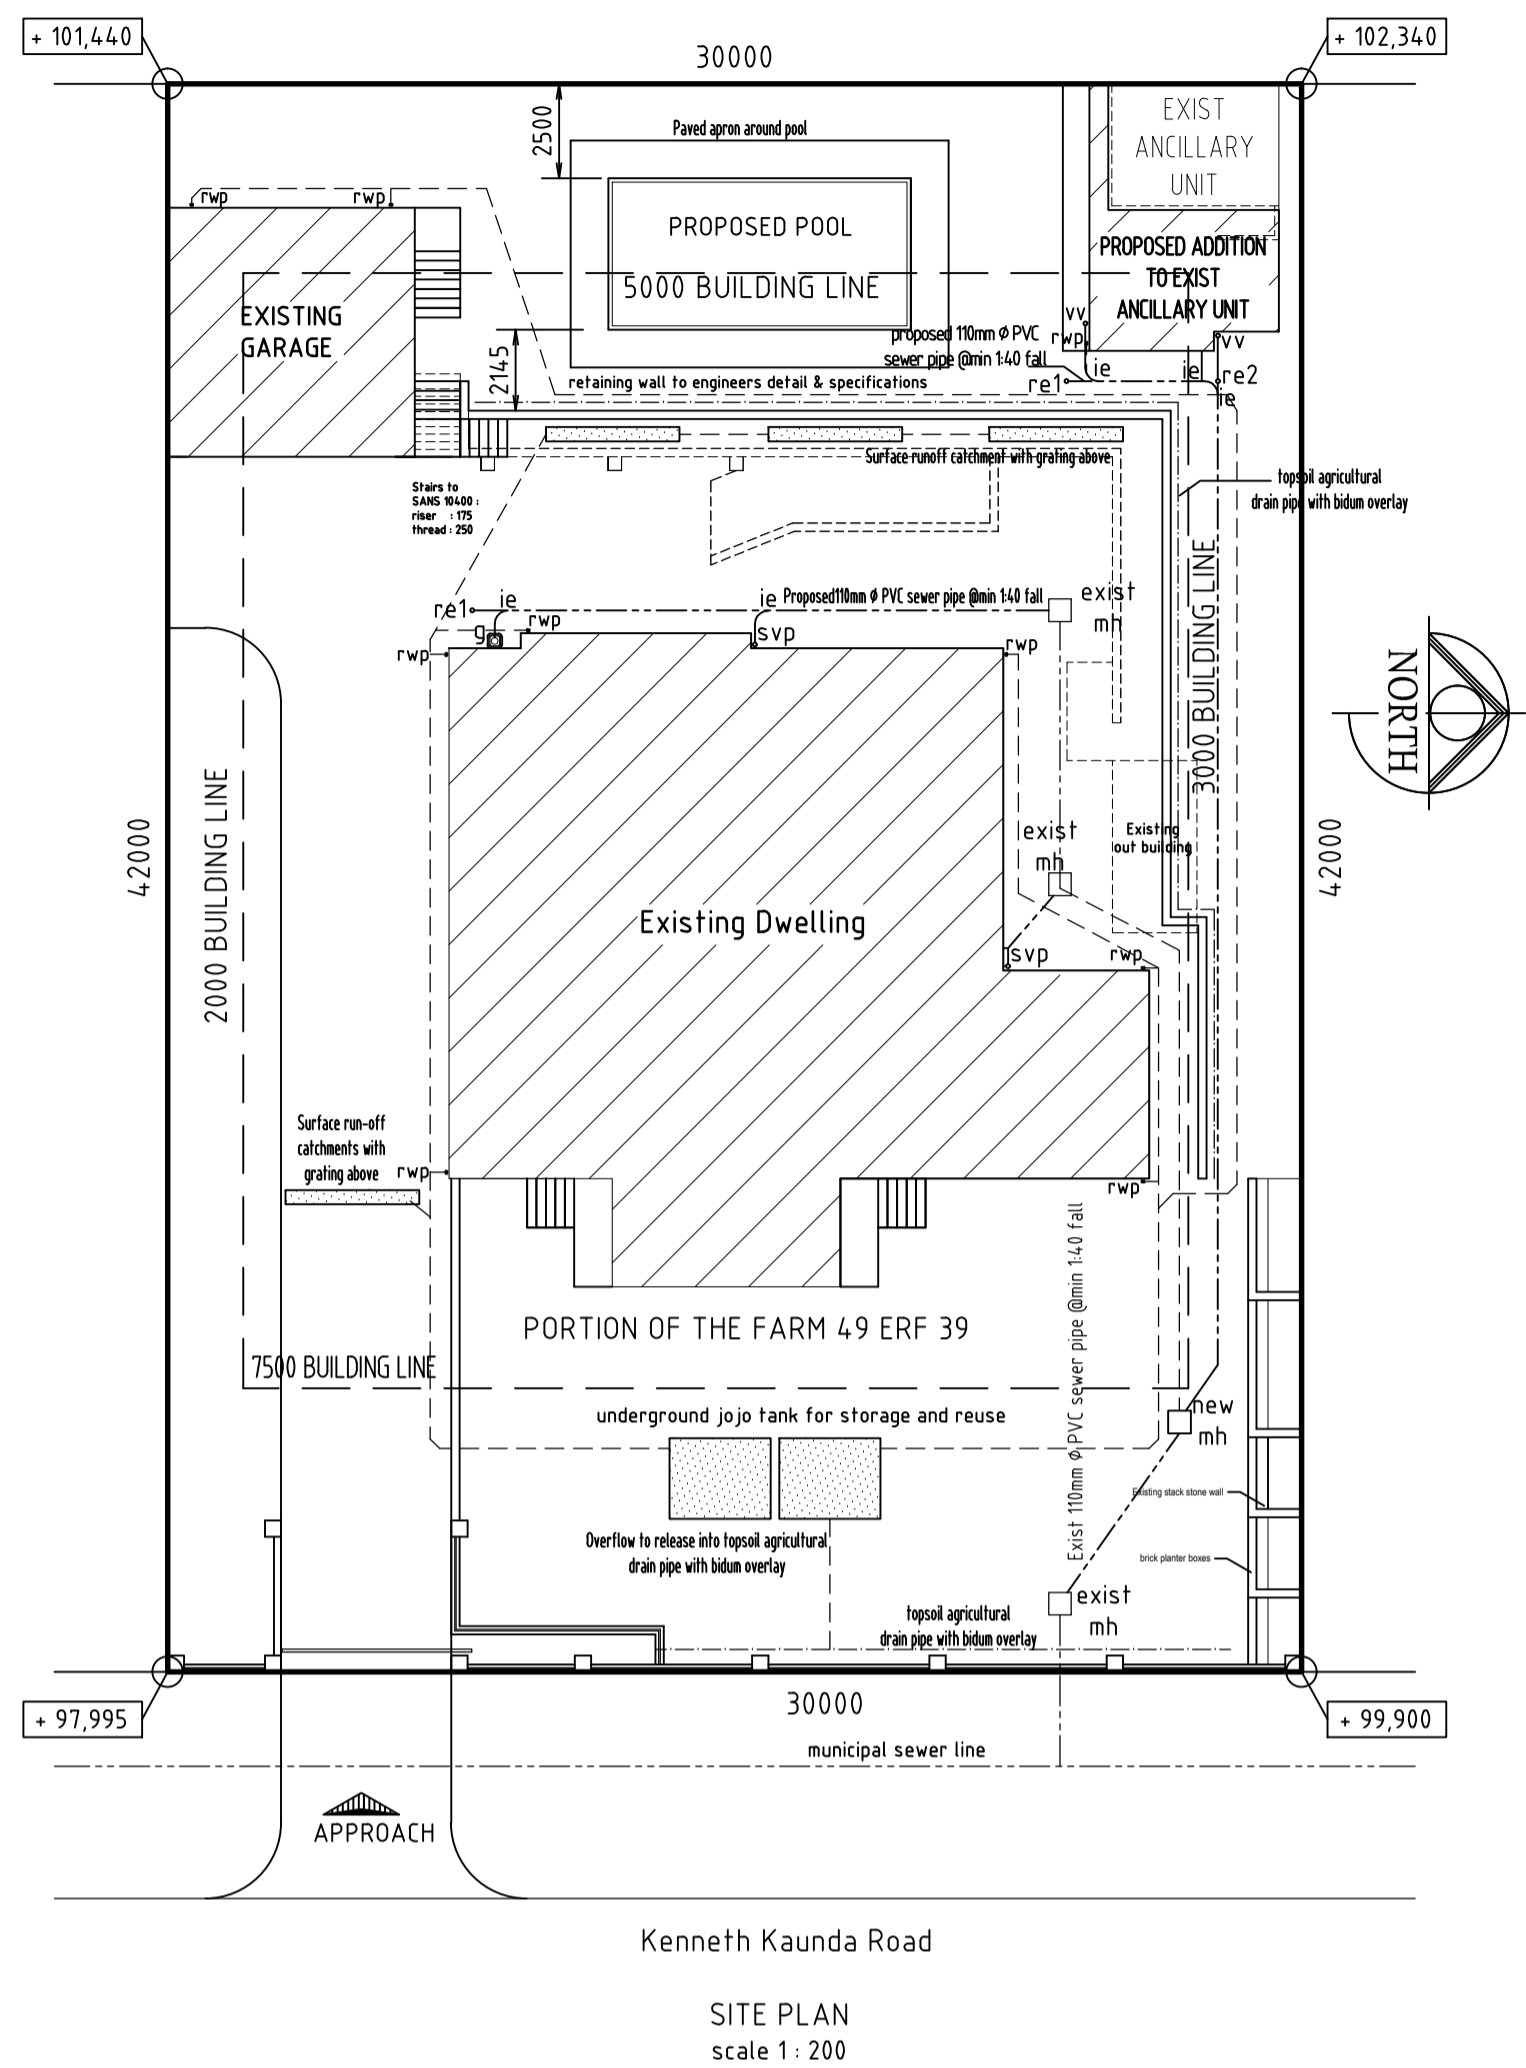 + 101,440
30000
+ 102,340
2500
Paved apron around pool
EXIST
ANCILLARY
UNIT
rwp
rwp
PROPOSED POOL
5000 BUILDING LINE
PROPOSED ADDITION
TO EXIST
ANCILLARY UNIT
EXISTING
GARAGE
2145
vv
rwp
proposed 110mm Ø PVC
sewer pipe @min 1:40 fall
vv
re1
ie
ie
re2
ie
retaining wall to engineers detail & specifications
Surface runoff catchment with grating above
Stairs to
SANS 10400 :
riser : 175
thread : 250
topsoil agricultural
drain pipe with bidum overlay
3000 BUILDING LINE
re1
ie
ie
Proposed110mm Ø PVC sewer pipe @min 1:40 fall
exist
mh
g
rwp
svp
rwp
rwp
NORTH
2000 BUILDING LINE
42000
42000
exist
mh
Existing
out building
Existing Dwelling
svp
rwp
Surface run-off
catchments with
grating above
rwp
rwp
Exist 110mm Ø PVC sewer pipe @min 1:40 fall
PORTION OF THE FARM 49 ERF 39
7500 BUILDING LINE
underground jojo tank for storage and reuse
new
mh
Existing stack stone wall
brick planter boxes
Overflow to release into topsoil agricultural
drain pipe with bidum overlay
exist
mh
topsoil agricultural
drain pipe with bidum overlay
30000
+ 97,995
+ 99,900
municipal sewer line
APPROACH
Kenneth Kaunda Road
SITE PLAN
scale 1 : 200